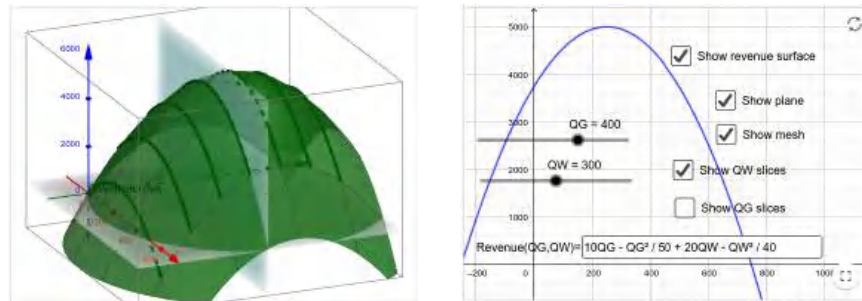 6000
4000
2000
0
5000
4000
3000
2000
1000
-200
0
200
400
600
800
1000
Show revenue surface
Show plane
QG = 400
Show mesh
QW = 300
Show QW slices
Show QG slices
Revenue(QG,QW)= 10QG - QG² / 50 + 20QW - QW² / 40